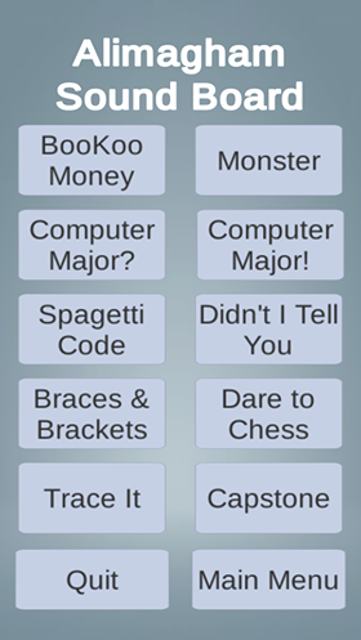 Alimagham
Sound Board
BooKoo
Money
Monster
Computer
Major?
Computer
Major!
Spagetti
Code
Didn't I Tell
You
Braces &
Brackets
Dare to
Chess
Trace It
Capstone
Quit
Main Menu